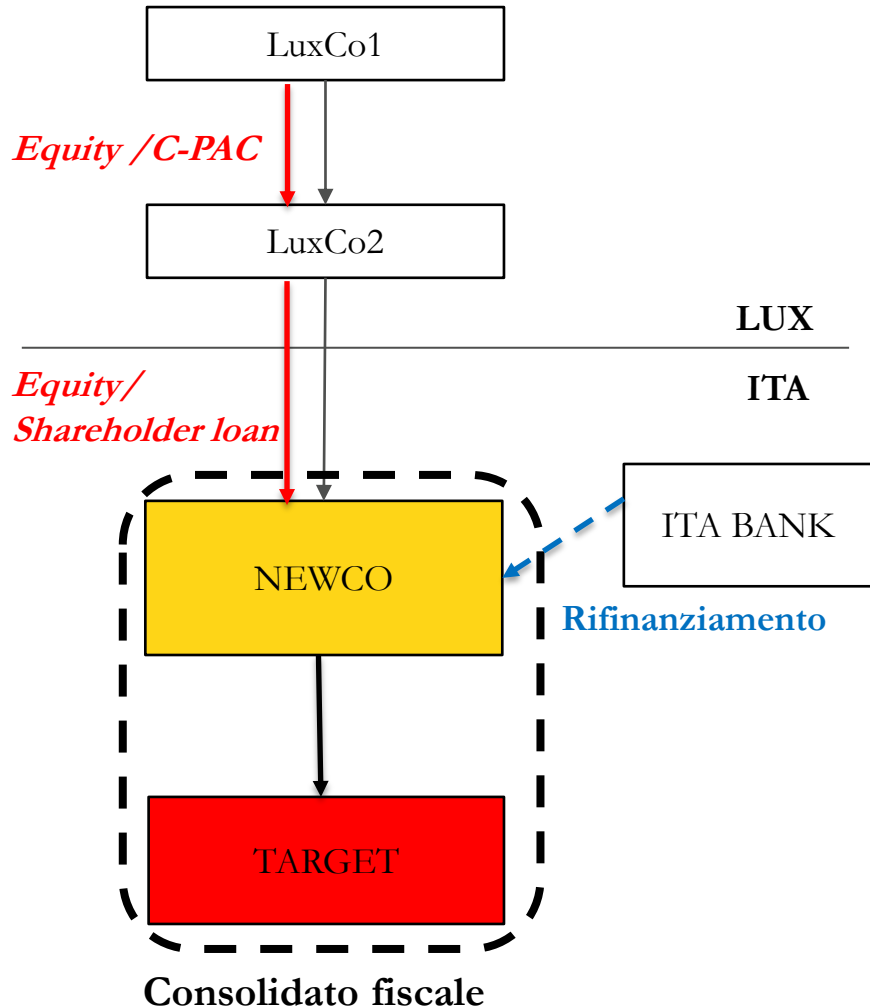 LuxCo1
Equity /C-PAC
LuxCo2
LUX
Equity/
Shareholder loan
ITA
NEWCO
ITA BANK
Rifinanziamento
TARGET
Consolidato fiscale